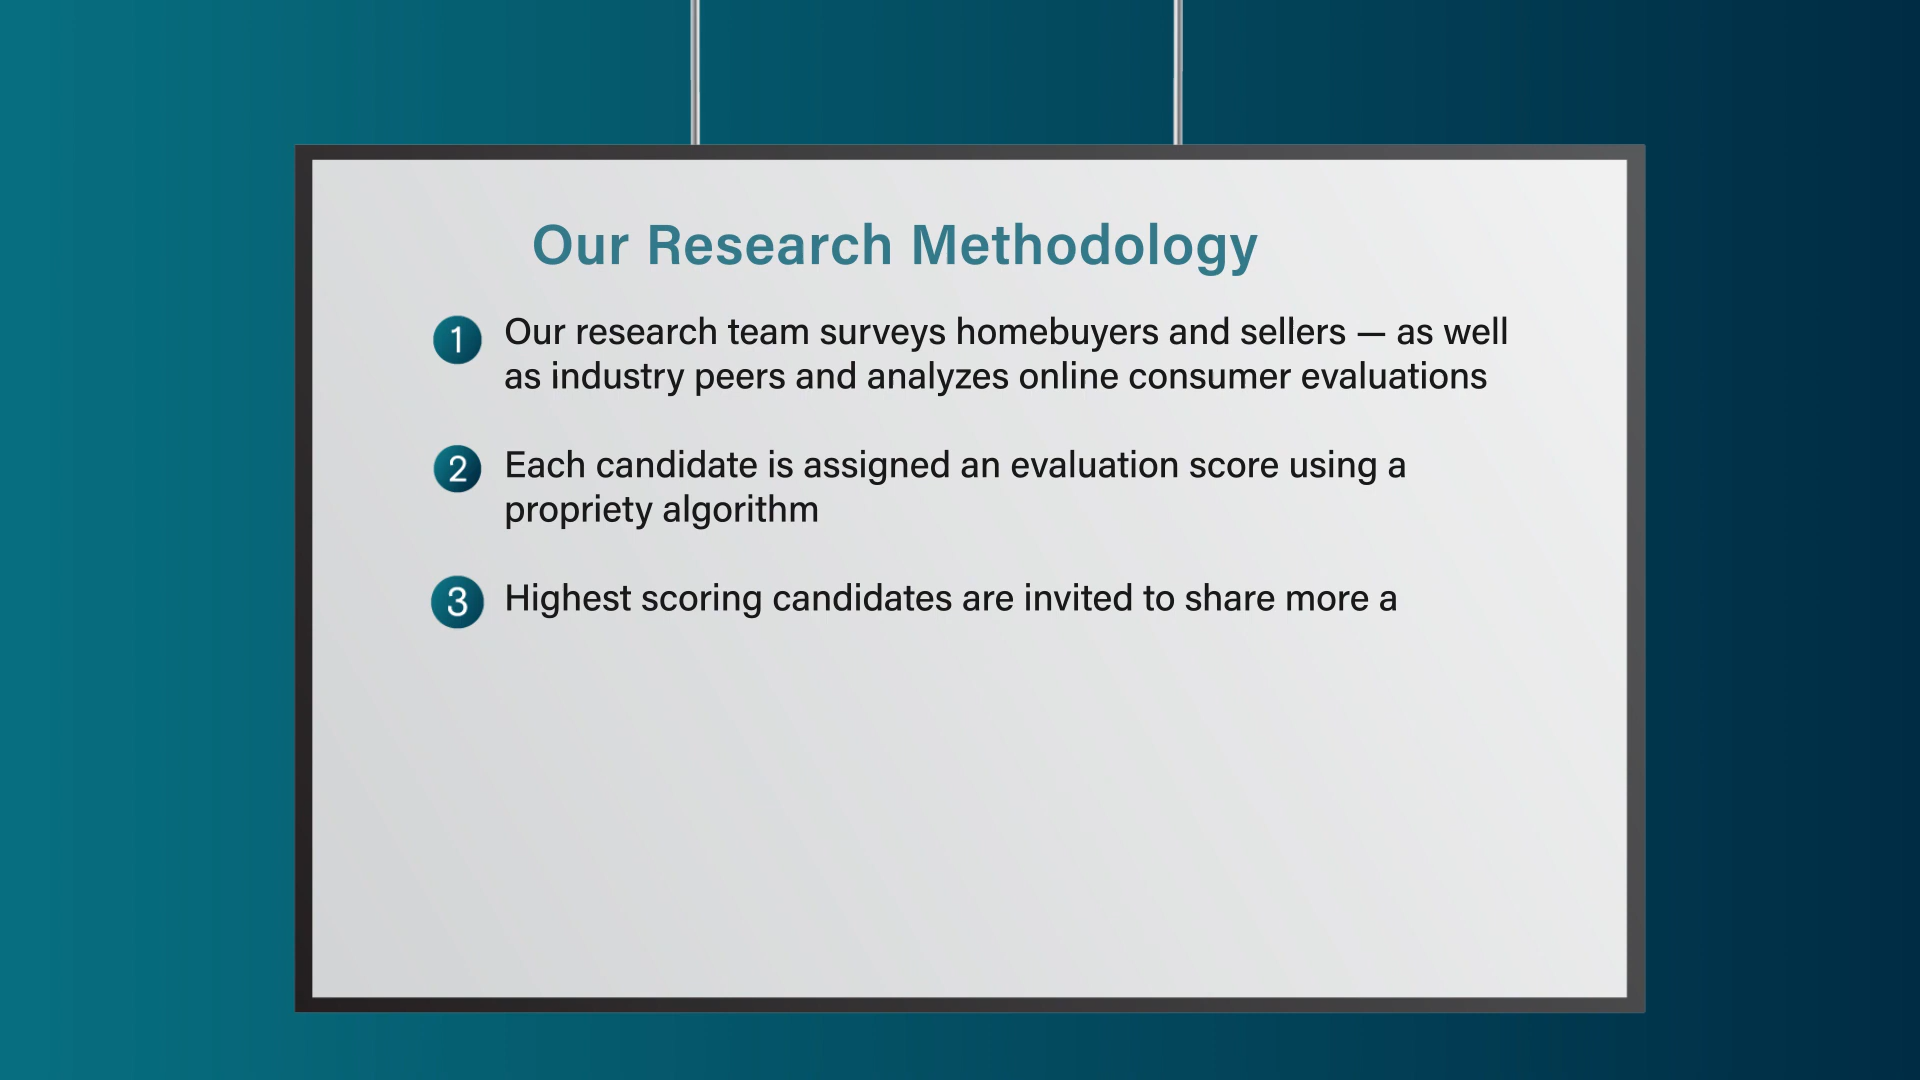 Our Research Methodology
1 Our research team surveys homebuyers and sellers — as well
as industry peers and analyzes online consumer evaluations
2 Each candidate is assigned an evaluation score using a
propriety algorithm
3 Highest scoring candidates are invited to share more a